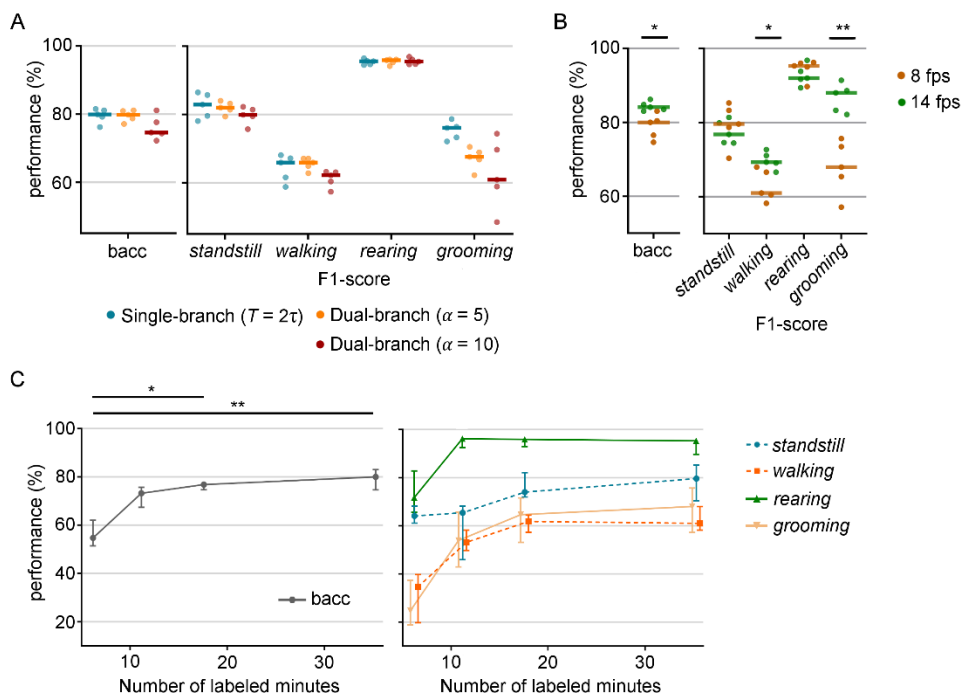 A
100
80
60
performance (%)
bacc
standstill
walking
rearing
grooming
F1-score
Single-branch (T = 2τ)
Dual-branch (α = 5)
Dual-branch (α = 10)
B
* * **
100
80
60
performance (%)
bacc
standstill
walking
rearing
grooming
F1-score
8 fps
14 fps
C
*
**
100
80
60
40
20
performance (%)
bacc
10 20 30
Number of labeled minutes
10 20 30
Number of labeled minutes
standstill
walking
rearing
grooming